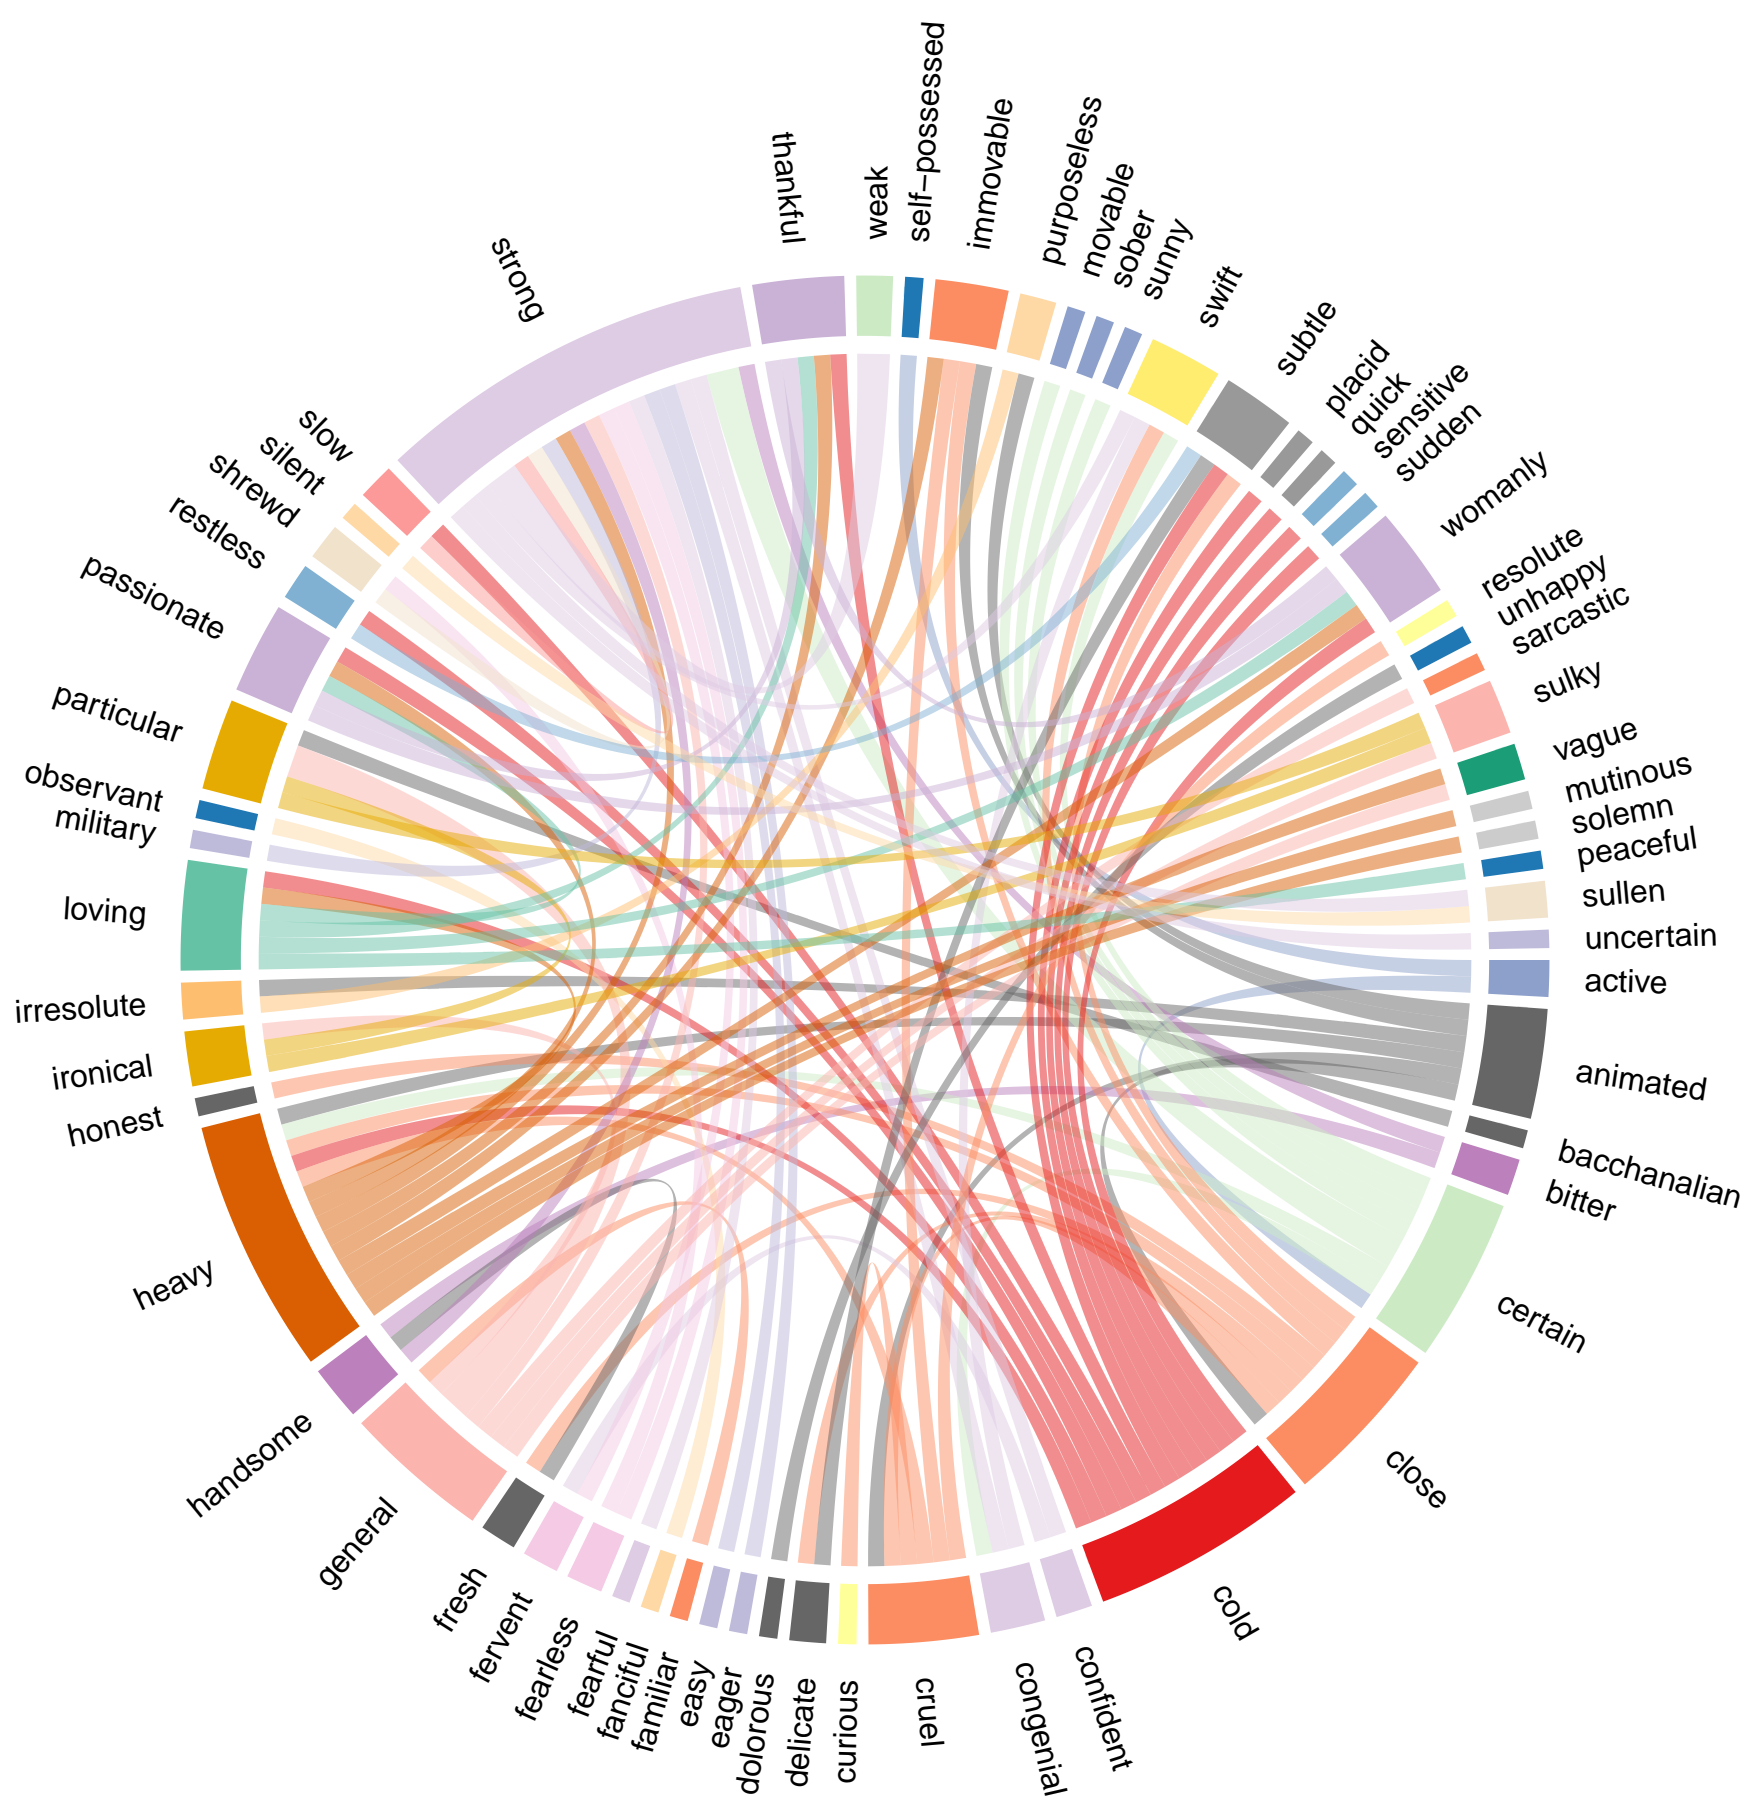 self−possessed
immovable
purposeless
movable
sober
sunny
swift
subtle
placid
quick
sensitive
sudden
womanly
resolute
unhappy
sarcastic
sulky
vague
mutinous
solemn
peaceful
sullen
uncertain
active
animated
bacchanalian
bitter
certain
close
cold
confident
congenial
cruel
curious
delicate
dolorous
eager
easy
familiar
fanciful
fearful
fearless
fervent
fresh
general
handsome
heavy
honest
ironical
irresolute
loving
military
observant
particular
passionate
restless
shrewd
silent
slow
strong
thankful
weak